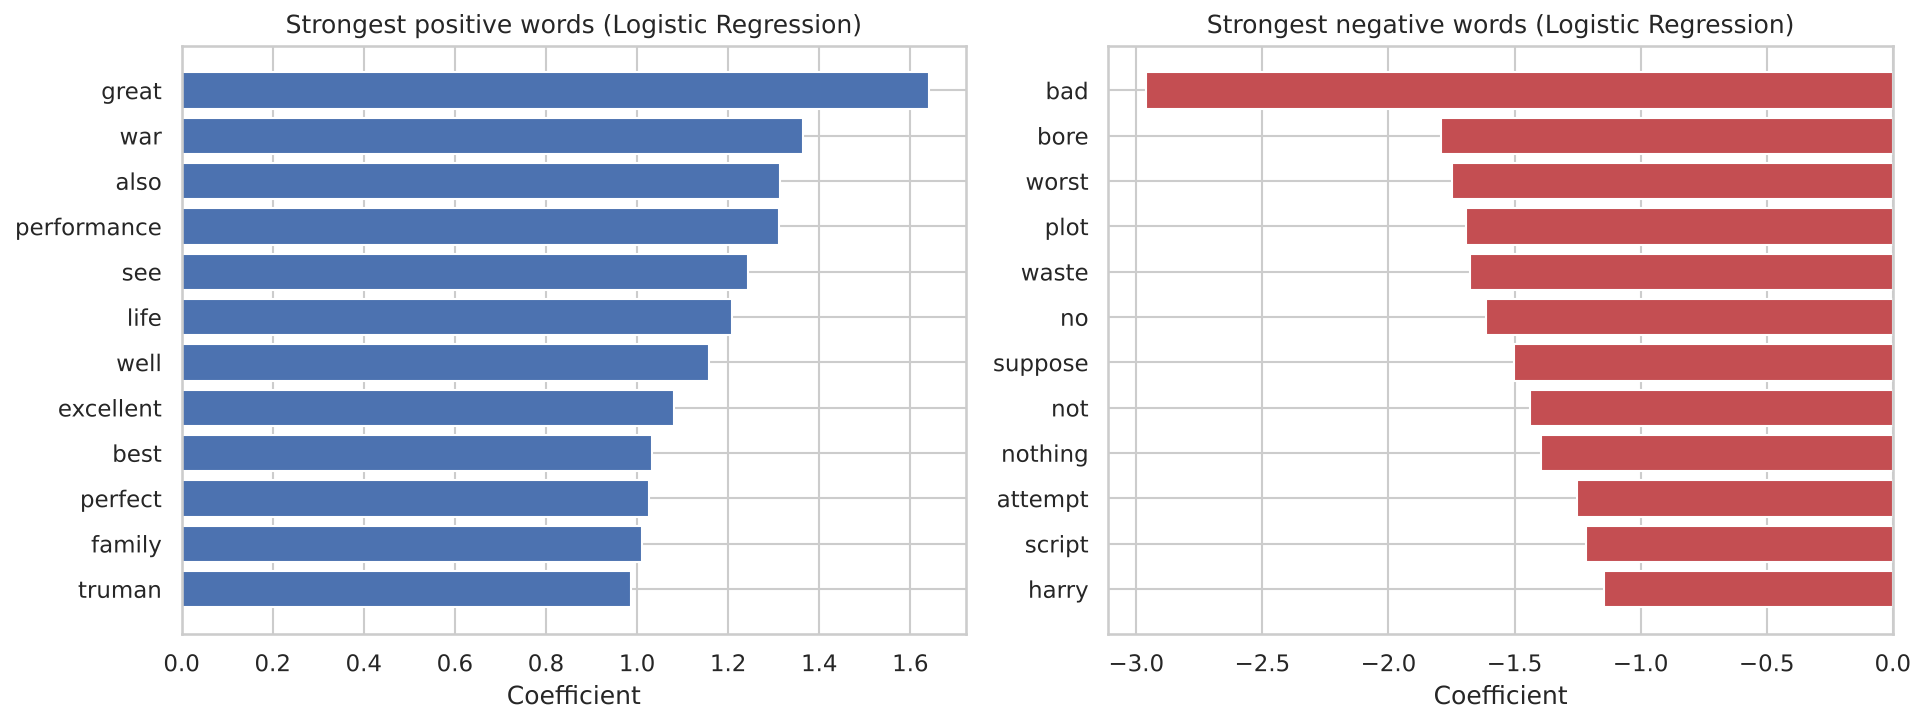 Strongest positive words (Logistic Regression)
great
war
also
performance
see
life
well
excellent
best
perfect
family
truman
0.0 0.2 0.4 0.6 0.8 1.0 1.2 1.4 1.6
Coefficient
Strongest negative words (Logistic Regression)
bad
bore
worst
plot
waste
no
suppose
not
nothing
attempt
script
harry
−3.0 −2.5 −2.0 −1.5 −1.0 −0.5 0.0
Coefficient